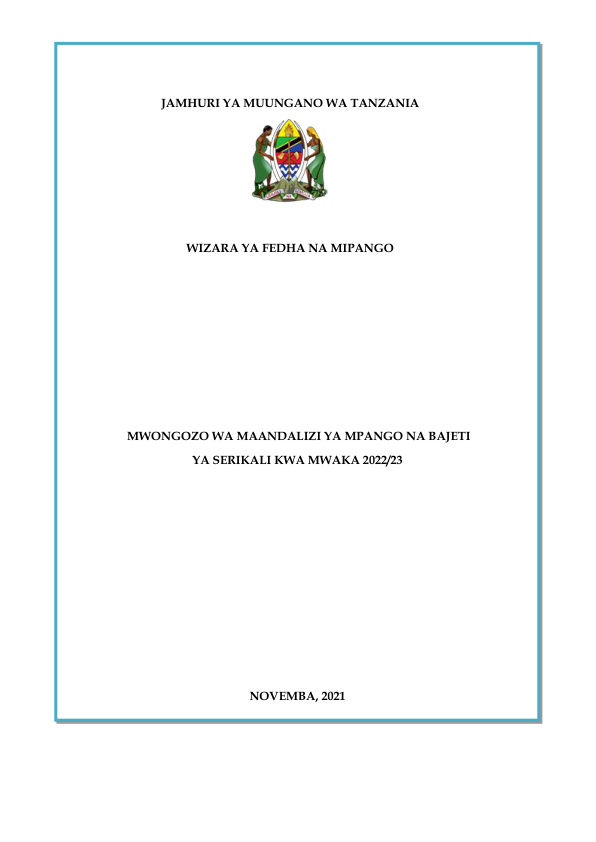 JAMHURI YA MUUNGANO WA TANZANIA
WIZARA YA FEDHA NA MIPANGO
MWONGOZO WA MAANDALIZI YA MPANGO NA BAJETI
YA SERIKALI KWA MWAKA 2022/23
NOVEMBA, 2021